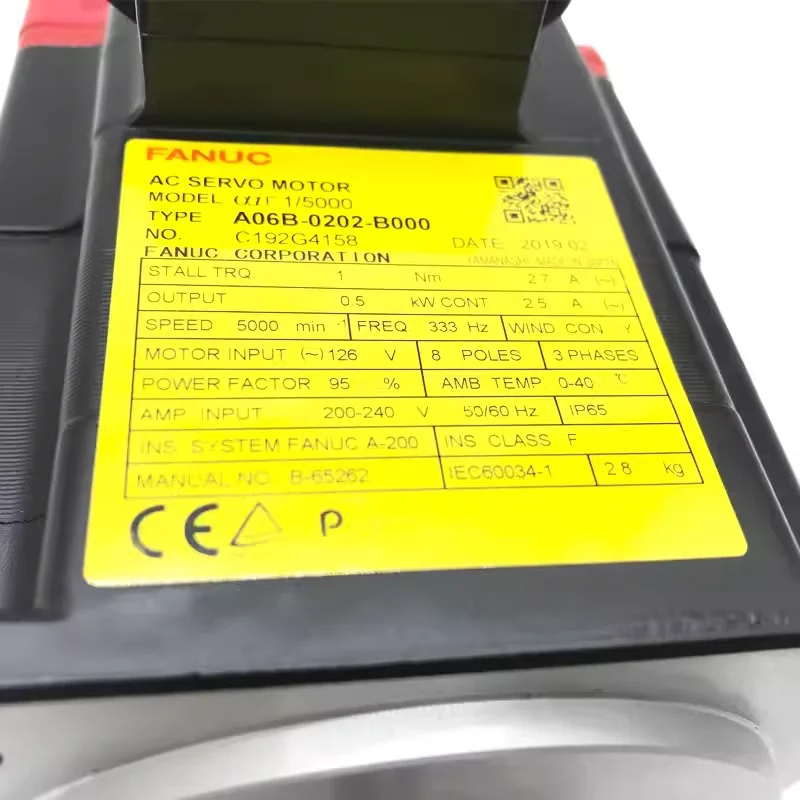 FANUC
AC SERVO MOTOR
MODEL αiF 1/5000
TYPE A06B-0202-B000
NO. C192G4158 DATE 2019.02
FANUC CORPORATION YAMANASHI MADE IN JAPAN
STALL TRQ 1 Nm 2.7 A (~)
OUTPUT 0.5 kW CONT 2.5 A (~)
SPEED 5000 min⁻¹ FREQ. 333 Hz WIND CON Y
MOTOR INPUT (~) 126 V 8 POLES 3 PHASES
POWER FACTOR 95 % AMB TEMP. 0-40 ℃
AMP INPUT 200-240 V 50/60 Hz IP65
INS. SYSTEM FANUC A-200 INS. CLASS F
MANUAL NO. B-65262 IEC60034-1 2.8 kg
CE P